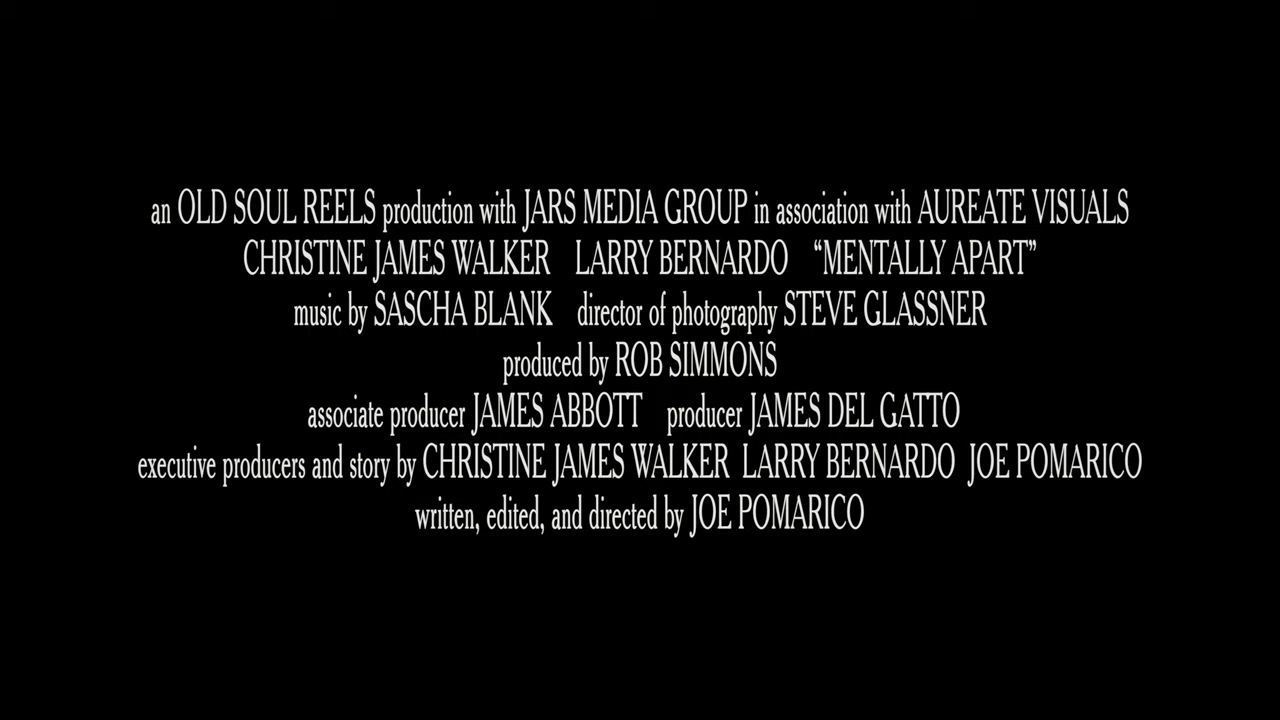 an OLD SOUL REELS production with JARS MEDIA GROUP in association with AUREATE VISUALS
CHRISTINE JAMES WALKER LARRY BERNARDO “MENTALLY APART”
music by SASCHA BLANK director of photography STEVE GLASSNER
produced by ROB SIMMONS
associate producer JAMES ABBOTT producer JAMES DEL GATTO
executive producers and story by CHRISTINE JAMES WALKER LARRY BERNARDO JOE POMARICO
written, edited, and directed by JOE POMARICO